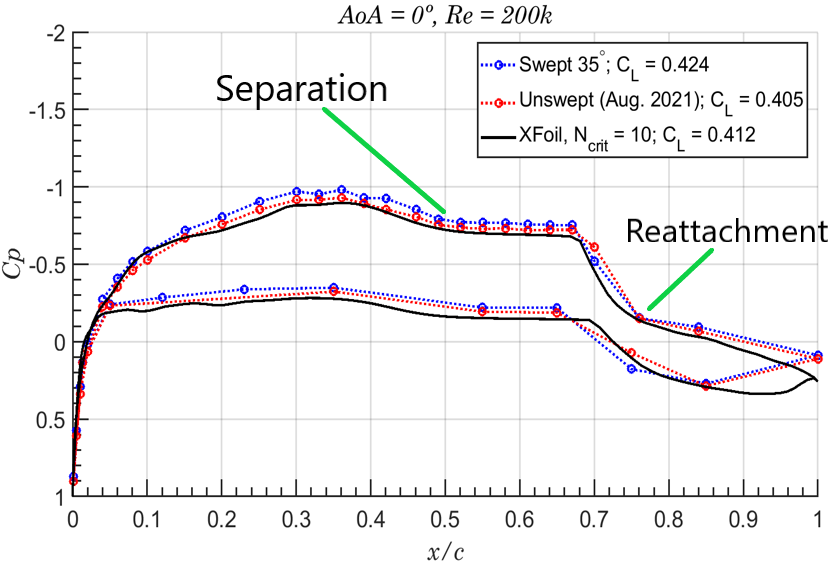 AoA = 0º, Re = 200k
-2
Swept 35°; C_L = 0.424
Unswept (Aug. 2021); C_L = 0.405
XFoil, N_crit = 10; C_L = 0.412
Separation
-1.5
-1
Reattachment
-0.5
Cp
0
0.5
1
0 0.1 0.2 0.3 0.4 0.5 0.6 0.7 0.8 0.9 1
x/c